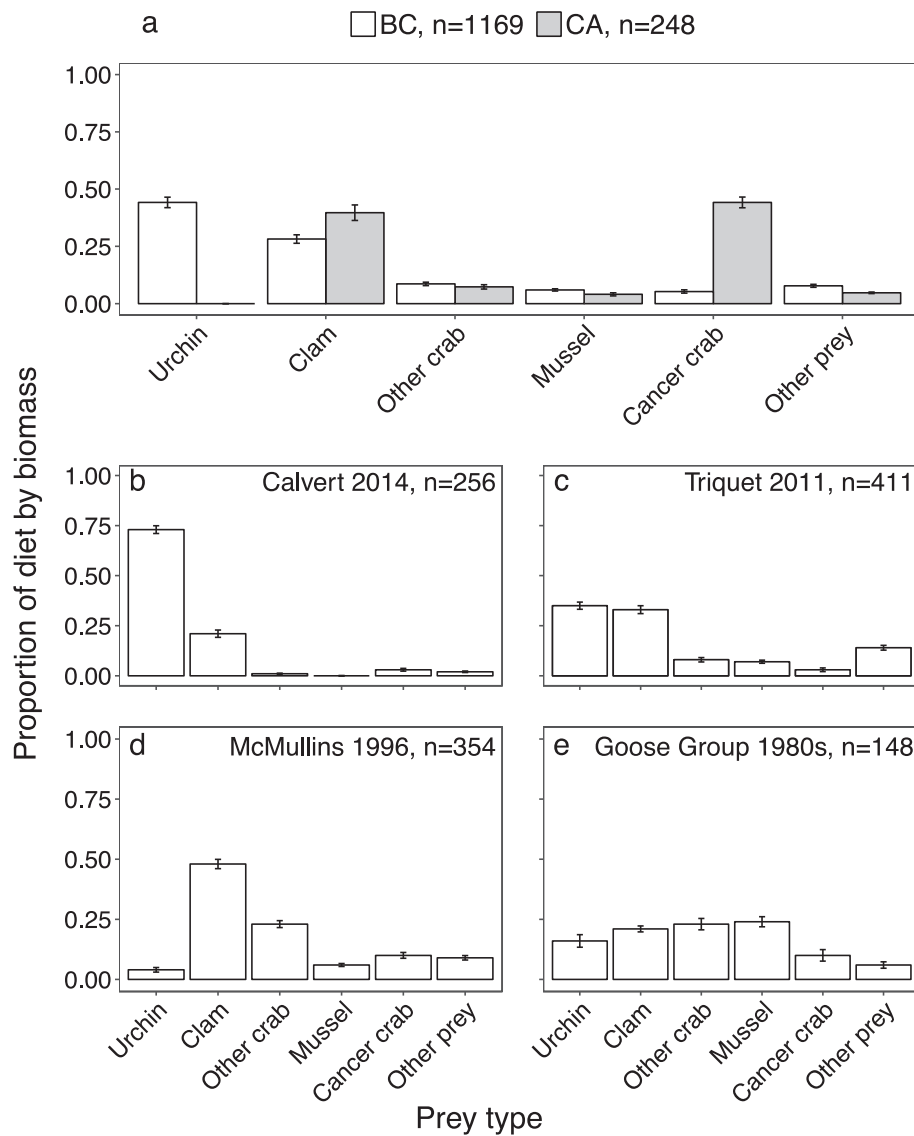 a
BC, n=1169 CA, n=248
Proportion of diet by biomass
1.00
0.75
0.50
0.25
0.00
Urchin
Clam
Other crab
Mussel
Cancer crab
Other prey
b Calvert 2014, n=256
1.00
0.75
0.50
0.25
0.00
c Triquet 2011, n=411
d McMullins 1996, n=354
1.00
0.75
0.50
0.25
0.00
Urchin
Clam
Other crab
Mussel
Cancer crab
Other prey
e Goose Group 1980s, n=148
Urchin
Clam
Other crab
Mussel
Cancer crab
Other prey
Prey type